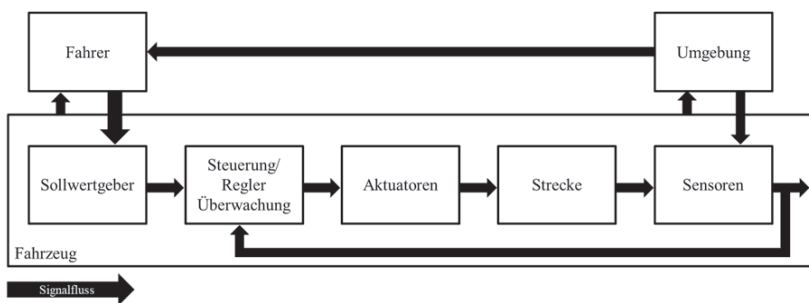 Fahrer
Umgebung
Sollwertgeber
Steuerung/
Regler
Überwachung
Aktuatoren
Strecke
Sensoren
Fahrzeug
Signalfluss